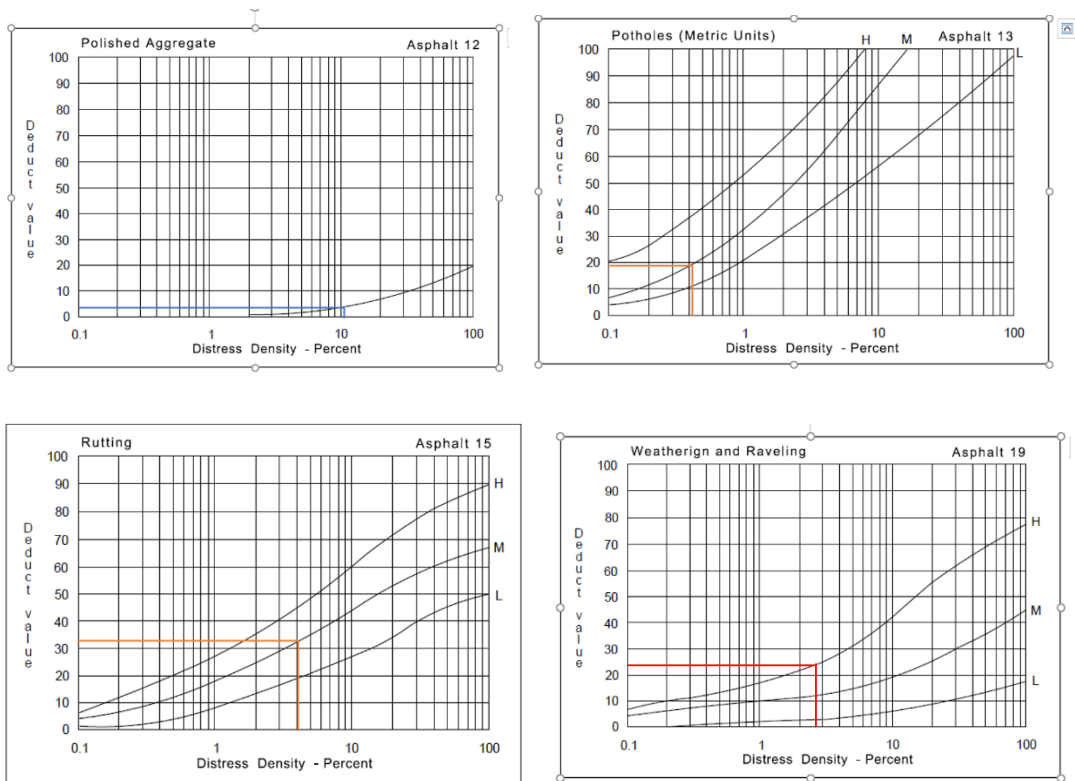 Polished Aggregate Asphalt 12
100
90
80
70
60
50
40
30
20
10
0
Deduct value
0.1 1 10 100
Distress Density - Percent
Potholes (Metric Units) H M Asphalt 13
L
100
90
80
70
60
50
40
30
20
10
0
Deduct value
0.1 1 10 100
Distress Density - Percent
Rutting Asphalt 15
100
90
80
70
60
50
40
30
20
10
0
Deduct value
H
M
L
0.1 1 10 100
Distress Density - Percent
Weatherign and Raveling Asphalt 19
100
90
80
70
60
50
40
30
20
10
0
Deduct value
H
M
L
0.1 1 10 100
Distress Density - Percent